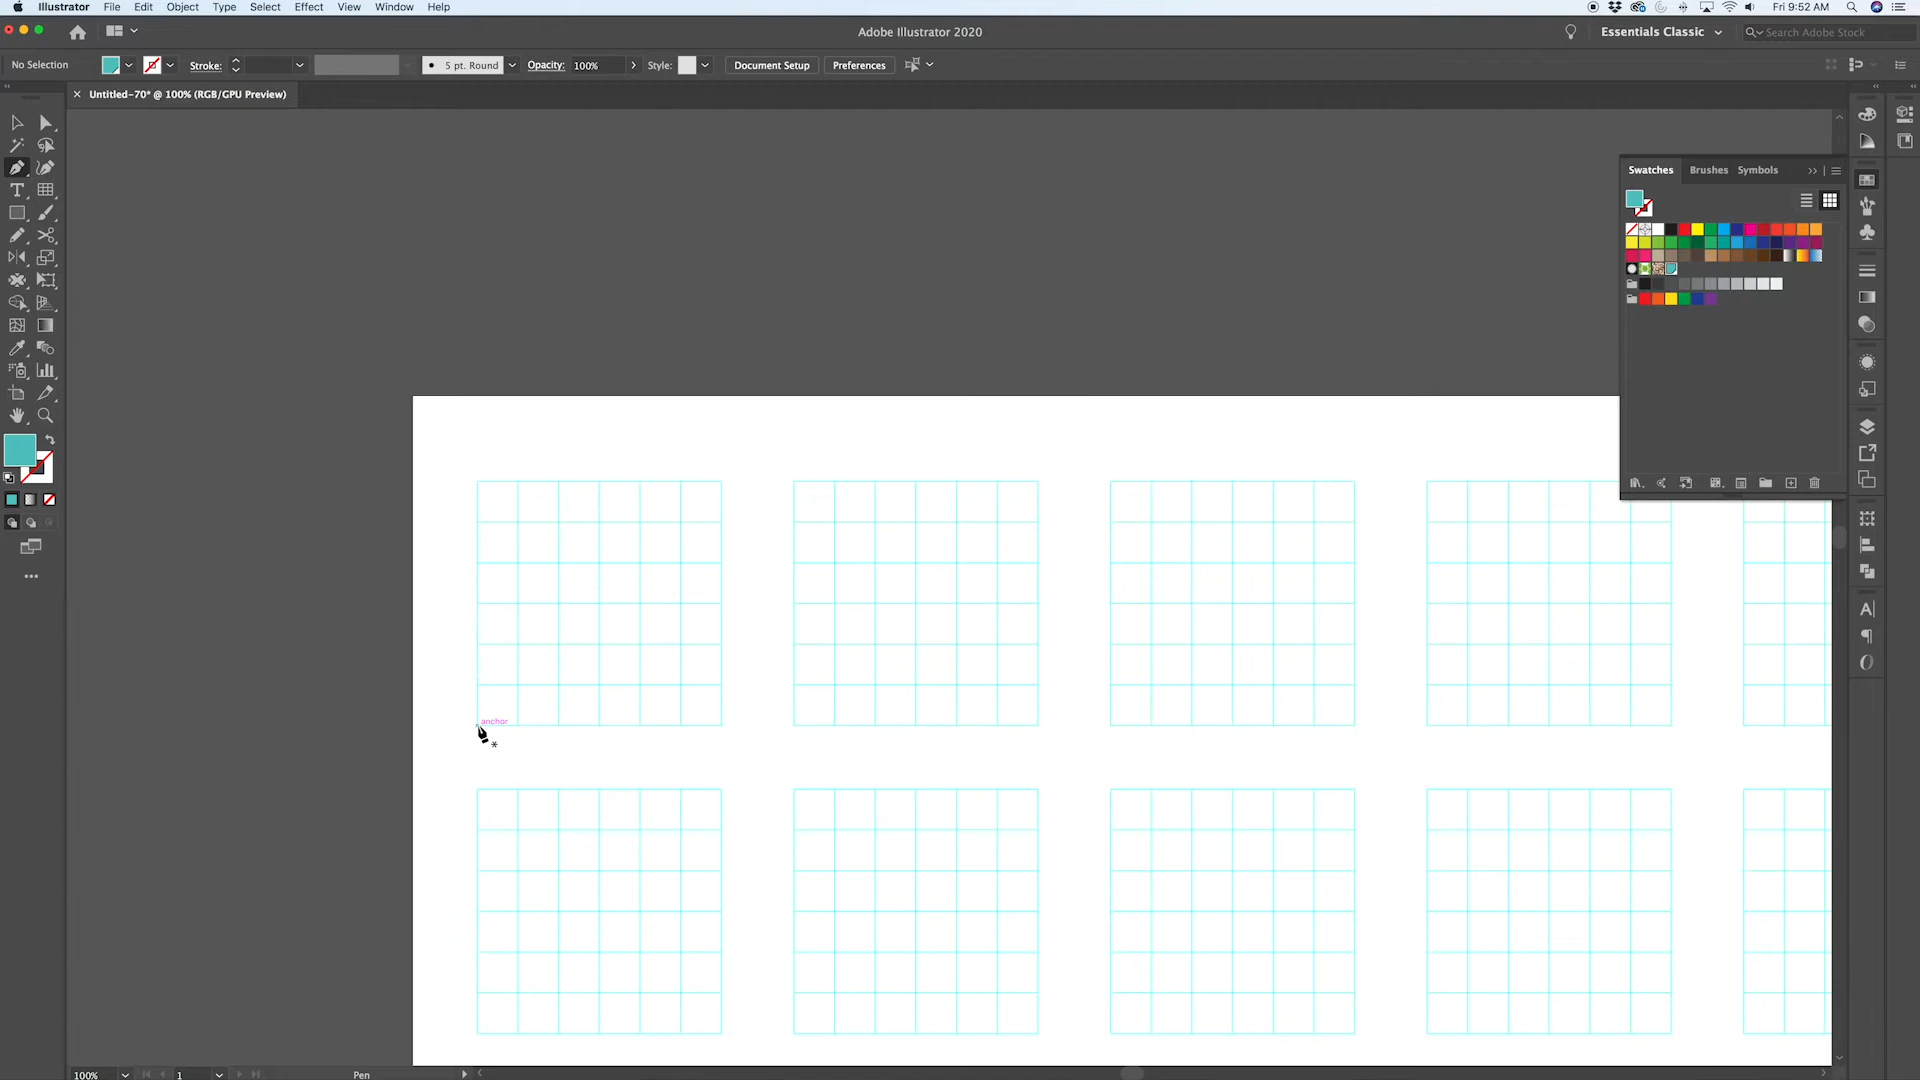 Illustrator File Edit Object Type Select Effect View Window Help
Fri 9:52 AM
Adobe Illustrator 2020
Essentials Classic
Search Adobe Stock
No Selection
Stroke:
5 pt. Round
Opacity: 100%
Style:
Document Setup
Preferences
Untitled-70* @ 100% (RGB/GPU Preview)
Swatches Brushes Symbols
anchor
100%
1
Pen